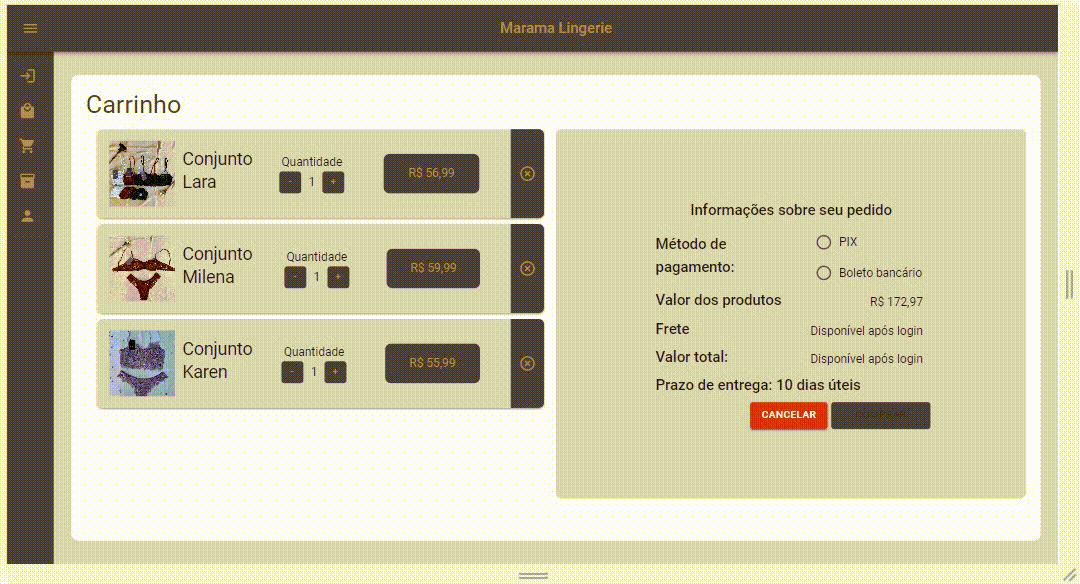 Marama Lingerie
Carrinho
Conjunto
Lara
Quantidade
- 1 +
R$ 56,99
Conjunto
Milena
Quantidade
- 1 +
R$ 59,99
Conjunto
Karen
Quantidade
- 1 +
R$ 55,99
Informações sobre seu pedido
Método de
pagamento:
PIX
Boleto bancário
Valor dos produtos R$ 172,97
Frete Disponível após login
Valor total: Disponível após login
Prazo de entrega: 10 dias úteis
CANCELAR